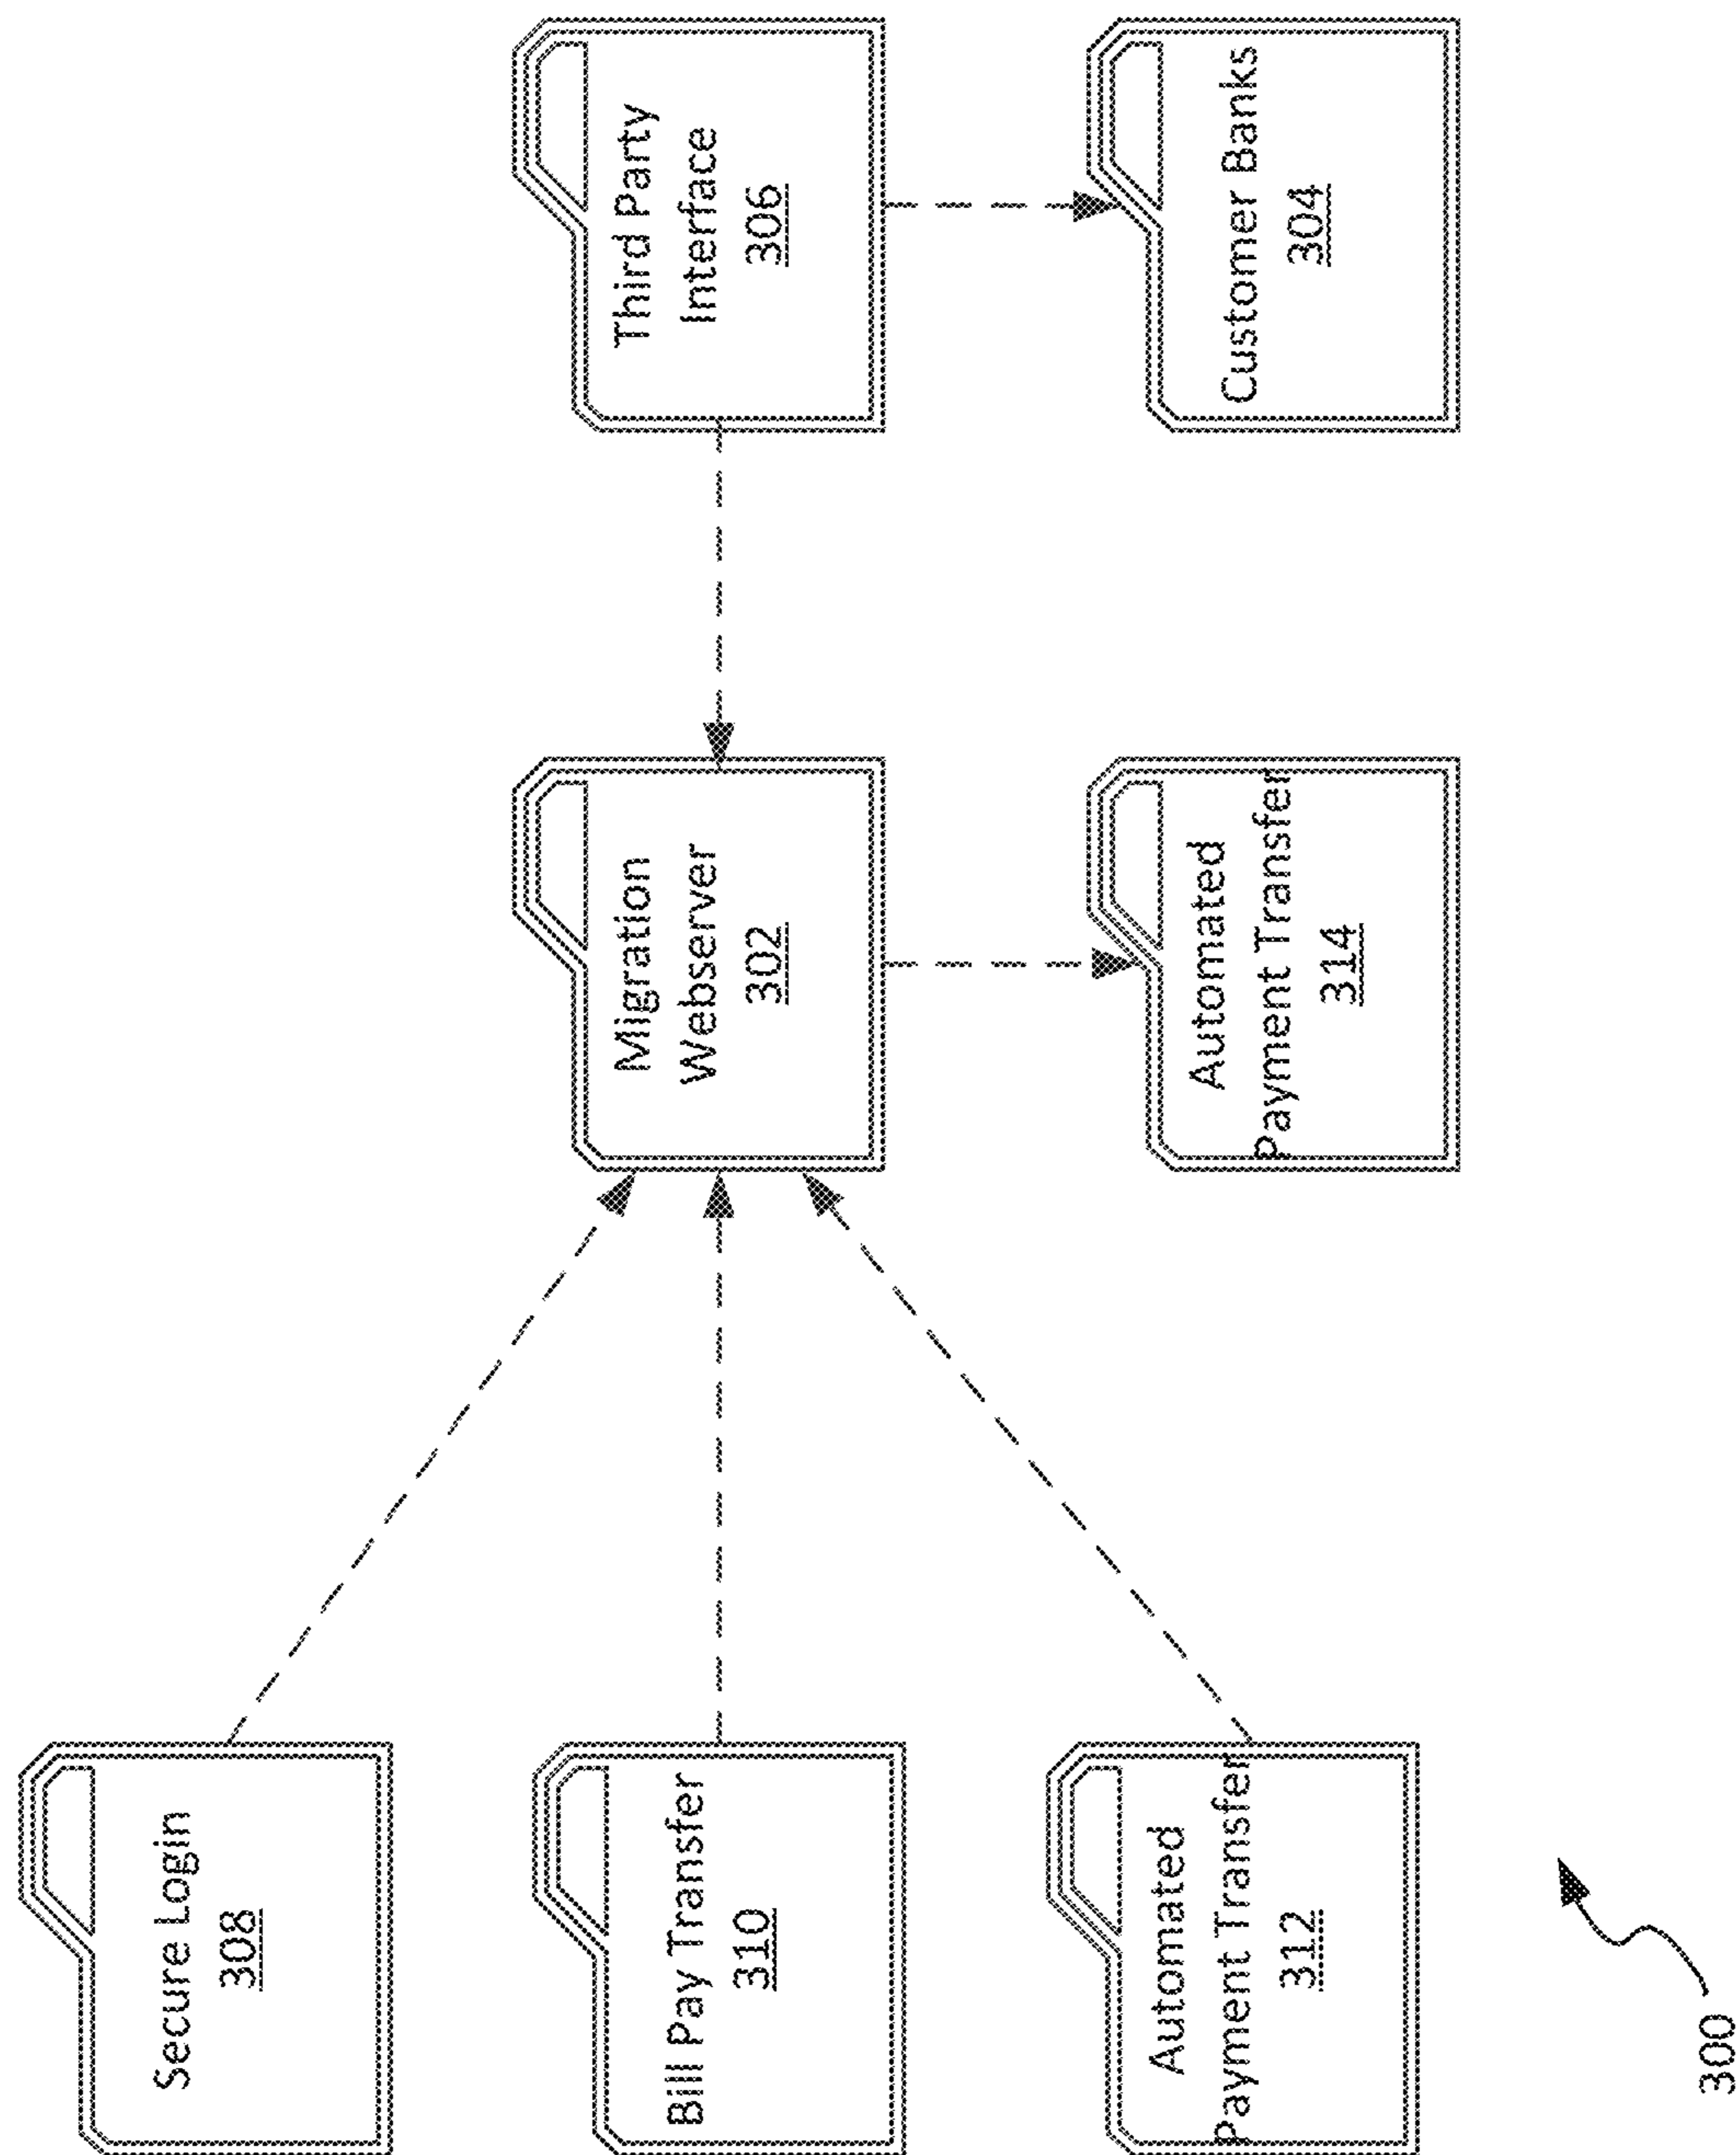 Secure Login
308
Bill Pay Transfer
310
Automated
Payment Transfer
312
Migration
Webserver
302
Automated
Payment Transfer
314
Third Party
Interface
306
Customer Banks
304
300